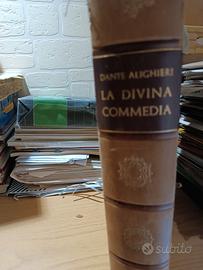 DANTE ALIGHIERI
LA DIVINA
COMMEDIA
subito